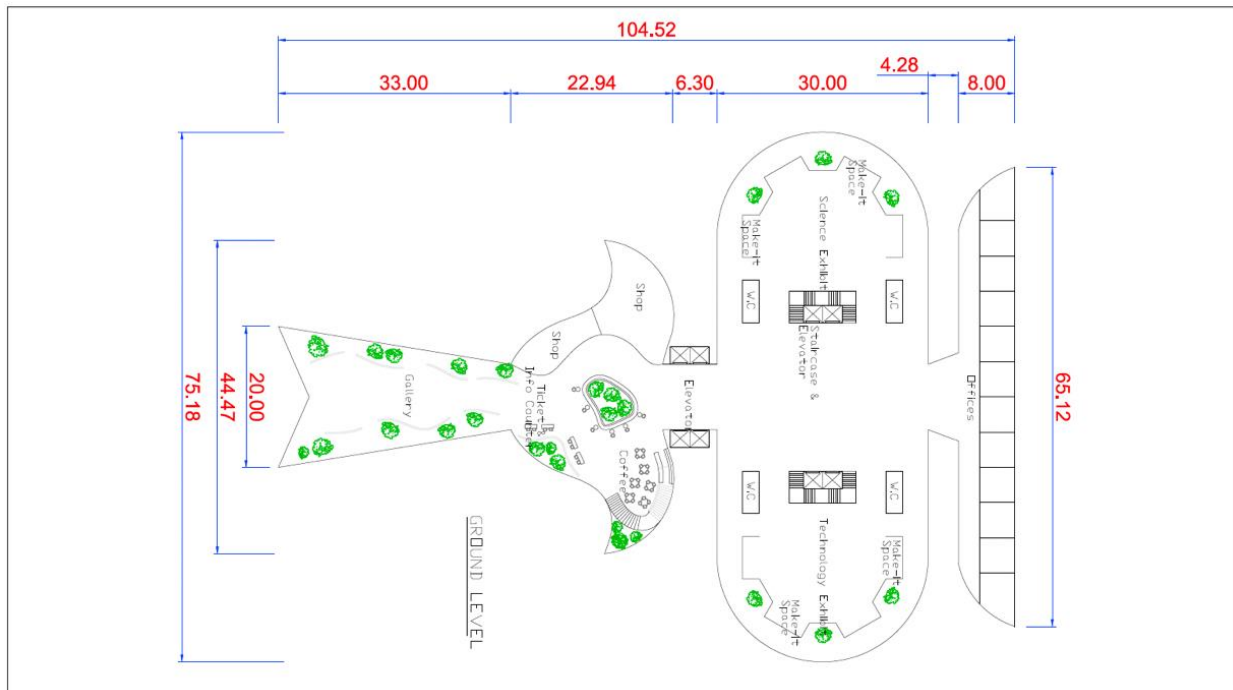 104.52
4.28
33.00
22.94
6.30
30.00
8.00
75.18
44.47
20.00
65.12
Make-It
Space
Science Exhibit
Make-It
Space
Shop
Shop
W.C
W.C
Staircase &
Elevator
Gallery
Ticket &
Info Counter
Elevator
Offices
Coffee
W.C
W.C
Technology Exhibit
Make-It
Space
Make-It
Space
GROUND LEVEL